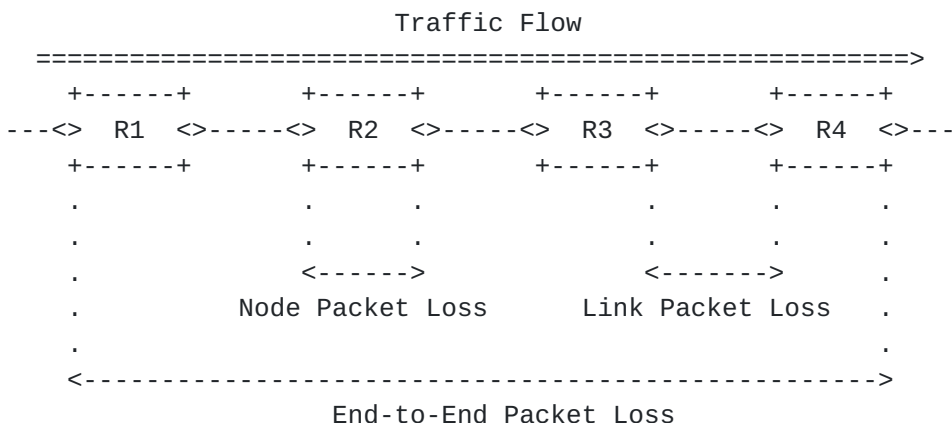 Traffic Flow
========================================================>
+------+ +------+ +------+ +------+
---<> R1 <>-----<> R2 <>-----<> R3 <>-----<> R4 <>---
+------+ +------+ +------+ +------+
. . . . . .
. . . . . .
. <------> <-------> .
. Node Packet Loss Link Packet Loss .
. .
<--------------------------------------------------->
End-to-End Packet Loss